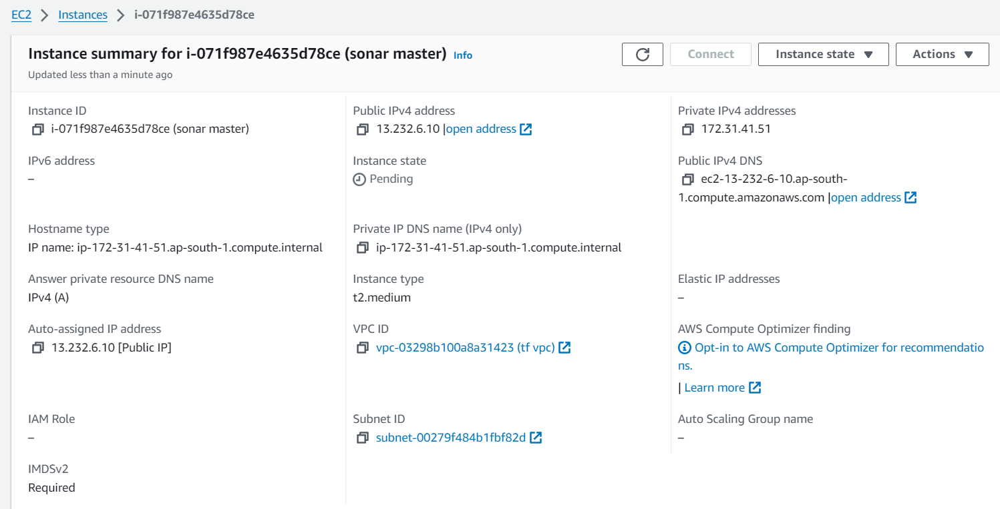 EC2 Instances i-071f987e4635d78ce
Instance summary for i-071f987e4635d78ce (sonar master) Info
Connect Instance state Actions
Updated less than a minute ago
Instance ID
i-071f987e4635d78ce (sonar master)
Public IPv4 address
13.232.6.10 |open address
Private IPv4 addresses
172.31.41.51
IPv6 address
–
Instance state
Pending
Public IPv4 DNS
ec2-13-232-6-10.ap-south-
1.compute.amazonaws.com |open address
Hostname type
IP name: ip-172-31-41-51.ap-south-1.compute.internal
Private IP DNS name (IPv4 only)
ip-172-31-41-51.ap-south-1.compute.internal
Answer private resource DNS name
IPv4 (A)
Instance type
t2.medium
Elastic IP addresses
–
Auto-assigned IP address
13.232.6.10 [Public IP]
VPC ID
vpc-03298b100a8a31423 (tf vpc)
AWS Compute Optimizer finding
Opt-in to AWS Compute Optimizer for recommendatio
ns.
| Learn more
IAM Role
–
Subnet ID
subnet-00279f484b1fbf82d
Auto Scaling Group name
–
IMDSv2
Required